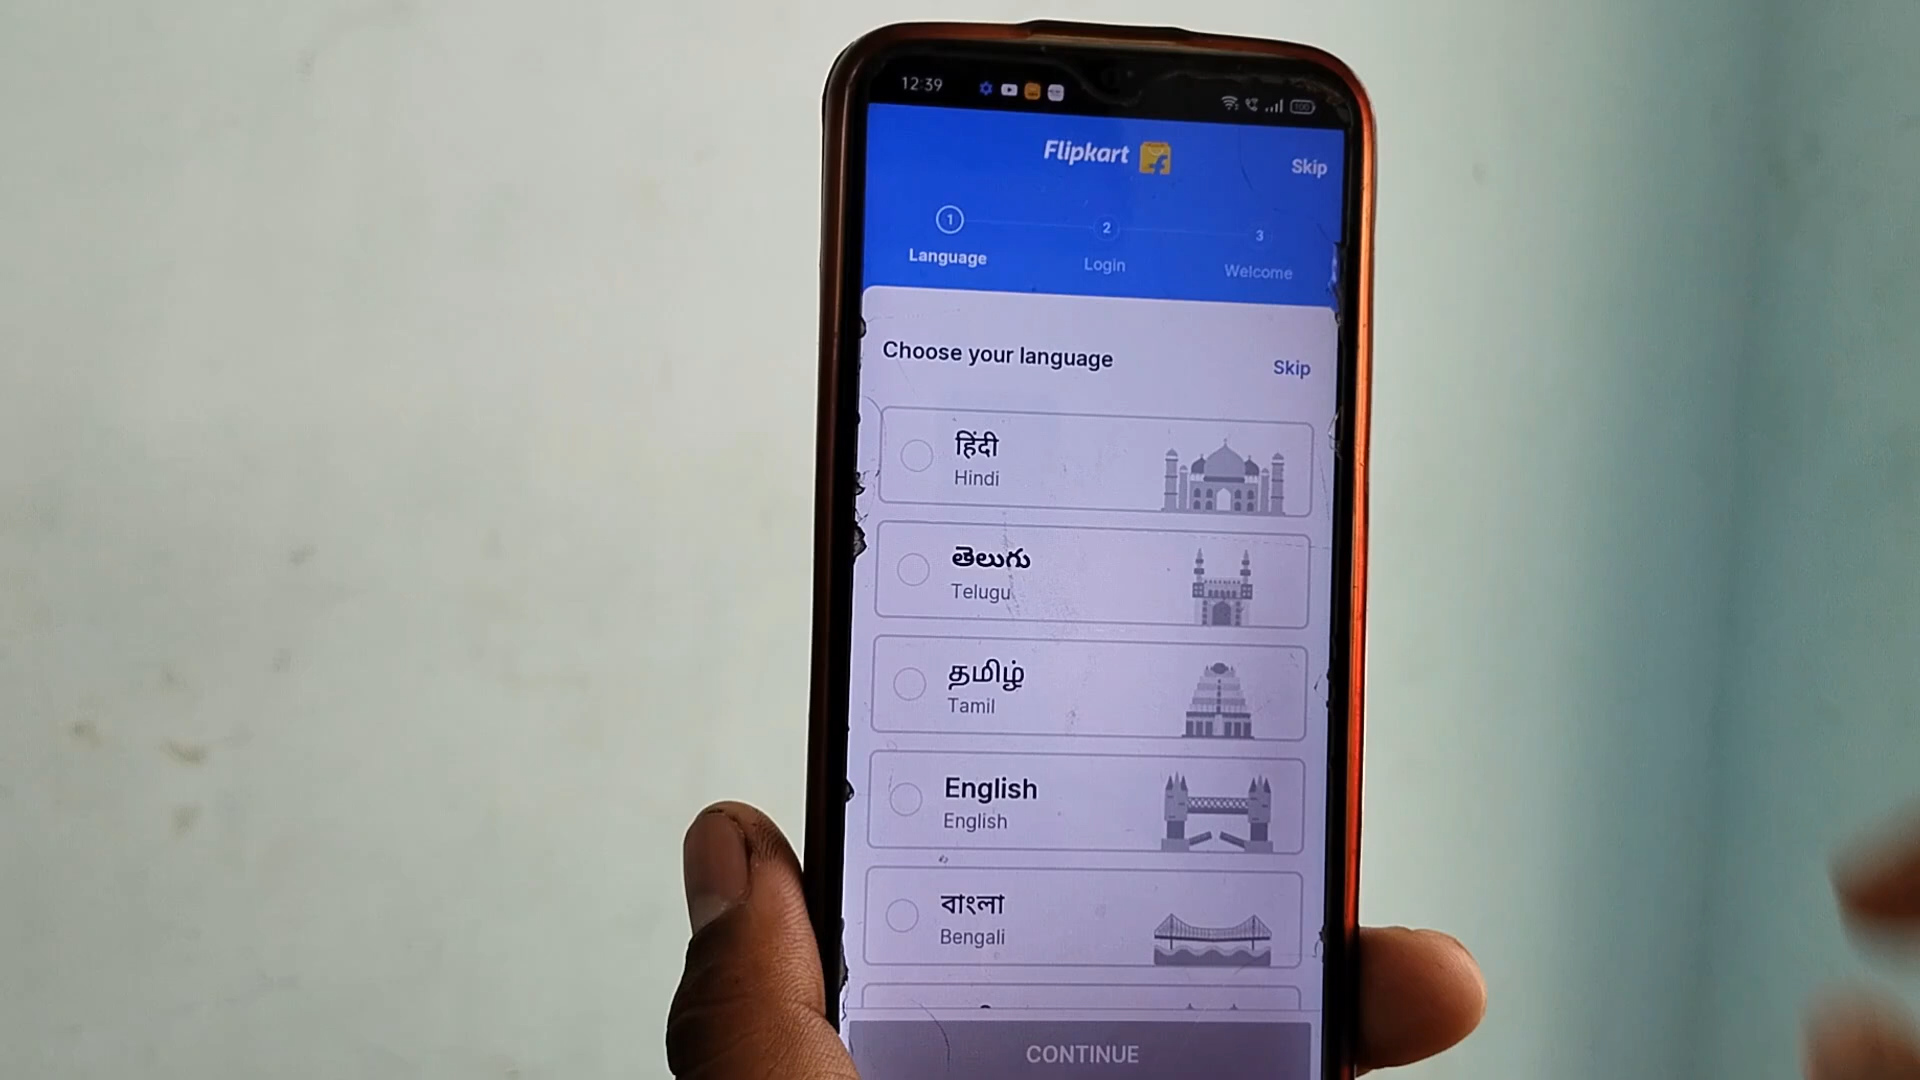 12:39
Flipkart
Skip
1 2 3
Language Login Welcome
Choose your language
Skip
हिंदी
Hindi
తెలుగు
Telugu
தமிழ்
Tamil
English
English
বাংলা
Bengali
CONTINUE